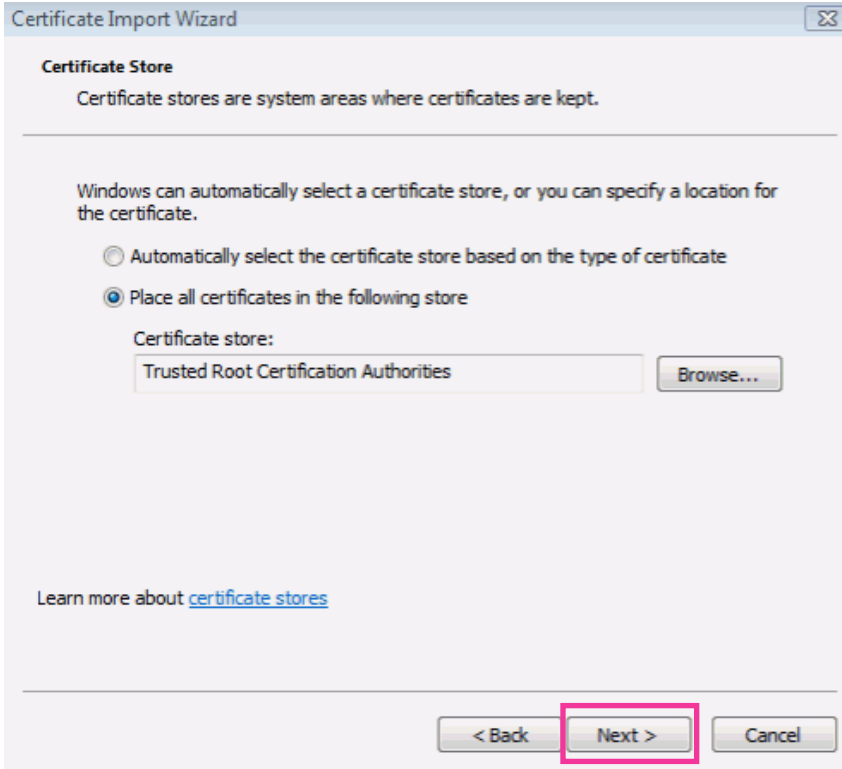 Certificate Import Wizard
Certificate Store
Certificate stores are system areas where certificates are kept.
Windows can automatically select a certificate store, or you can specify a location for
the certificate.
Automatically select the certificate store based on the type of certificate
Place all certificates in the following store
Certificate store:
Trusted Root Certification Authorities
Browse...
Learn more about certificate stores
< Back
Next >
Cancel